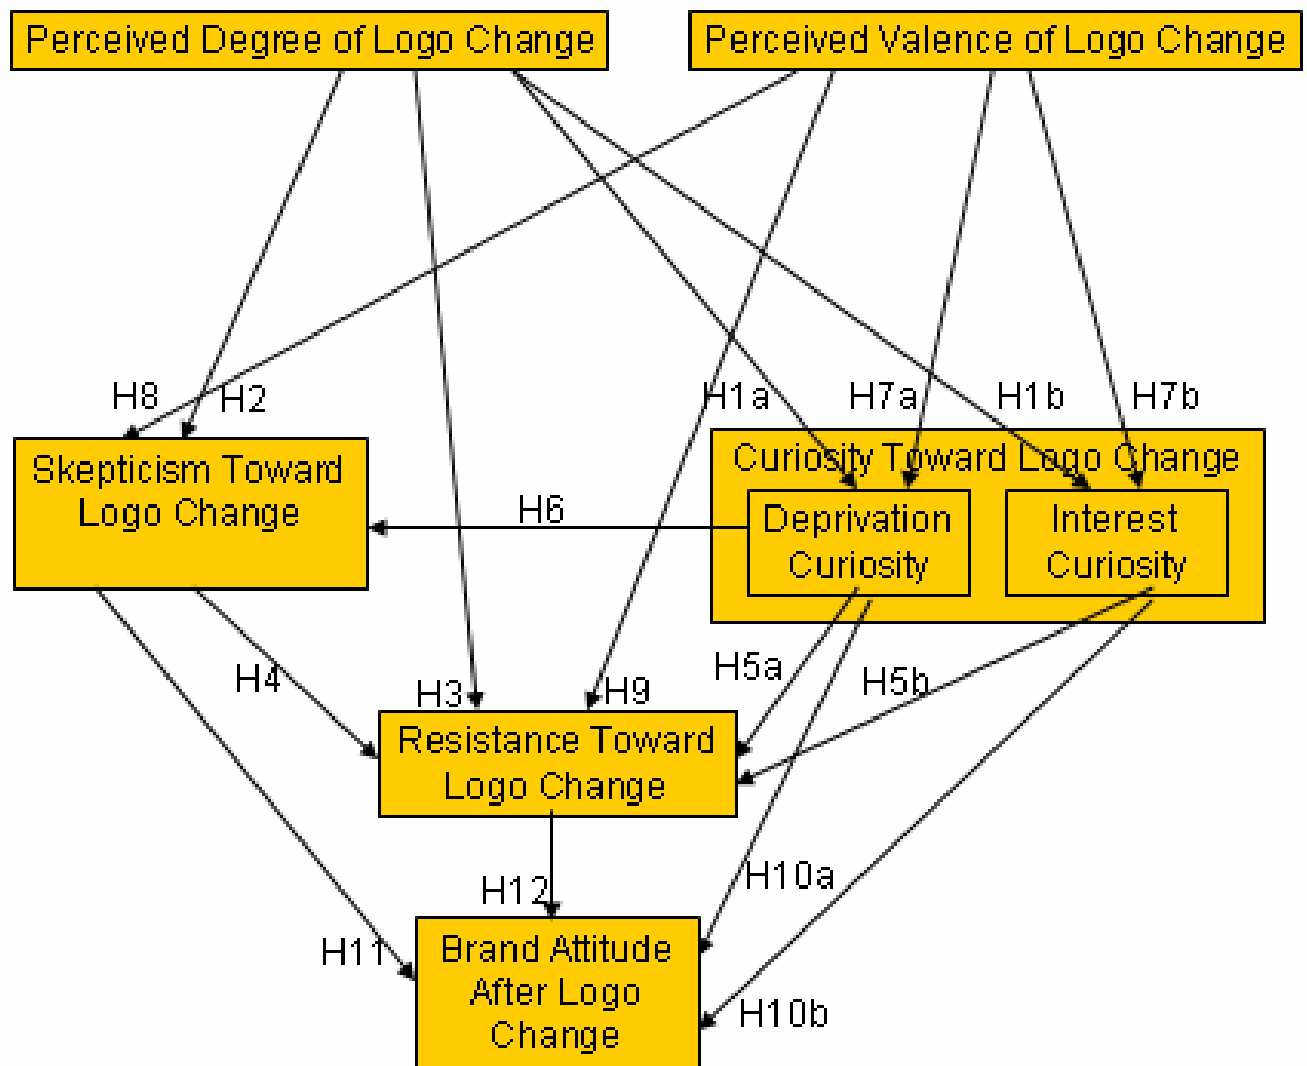 Perceived Degree of Logo Change
Perceived Valence of Logo Change
H8
H2
H1a
H7a
H1b
H7b
Skepticism Toward
Logo Change
Curiosity Toward Logo Change
Deprivation
Curiosity
Interest
Curiosity
H6
H4
H3
H9
H5a
H5b
Resistance Toward
Logo Change
H12
H10a
H11
Brand Attitude
After Logo
Change
H10b